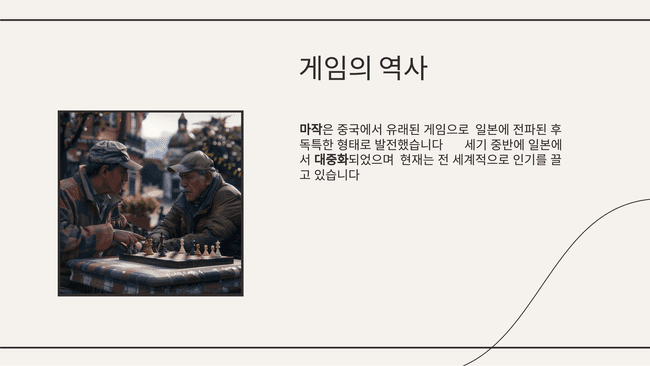 게임의 역사
마작은 중국에서 유래된 게임으로 일본에 전파된 후
독특한 형태로 발전했습니다 세기 중반에 일본에
서 대중화되었으며 현재는 전 세계적으로 인기를 끌
고 있습니다